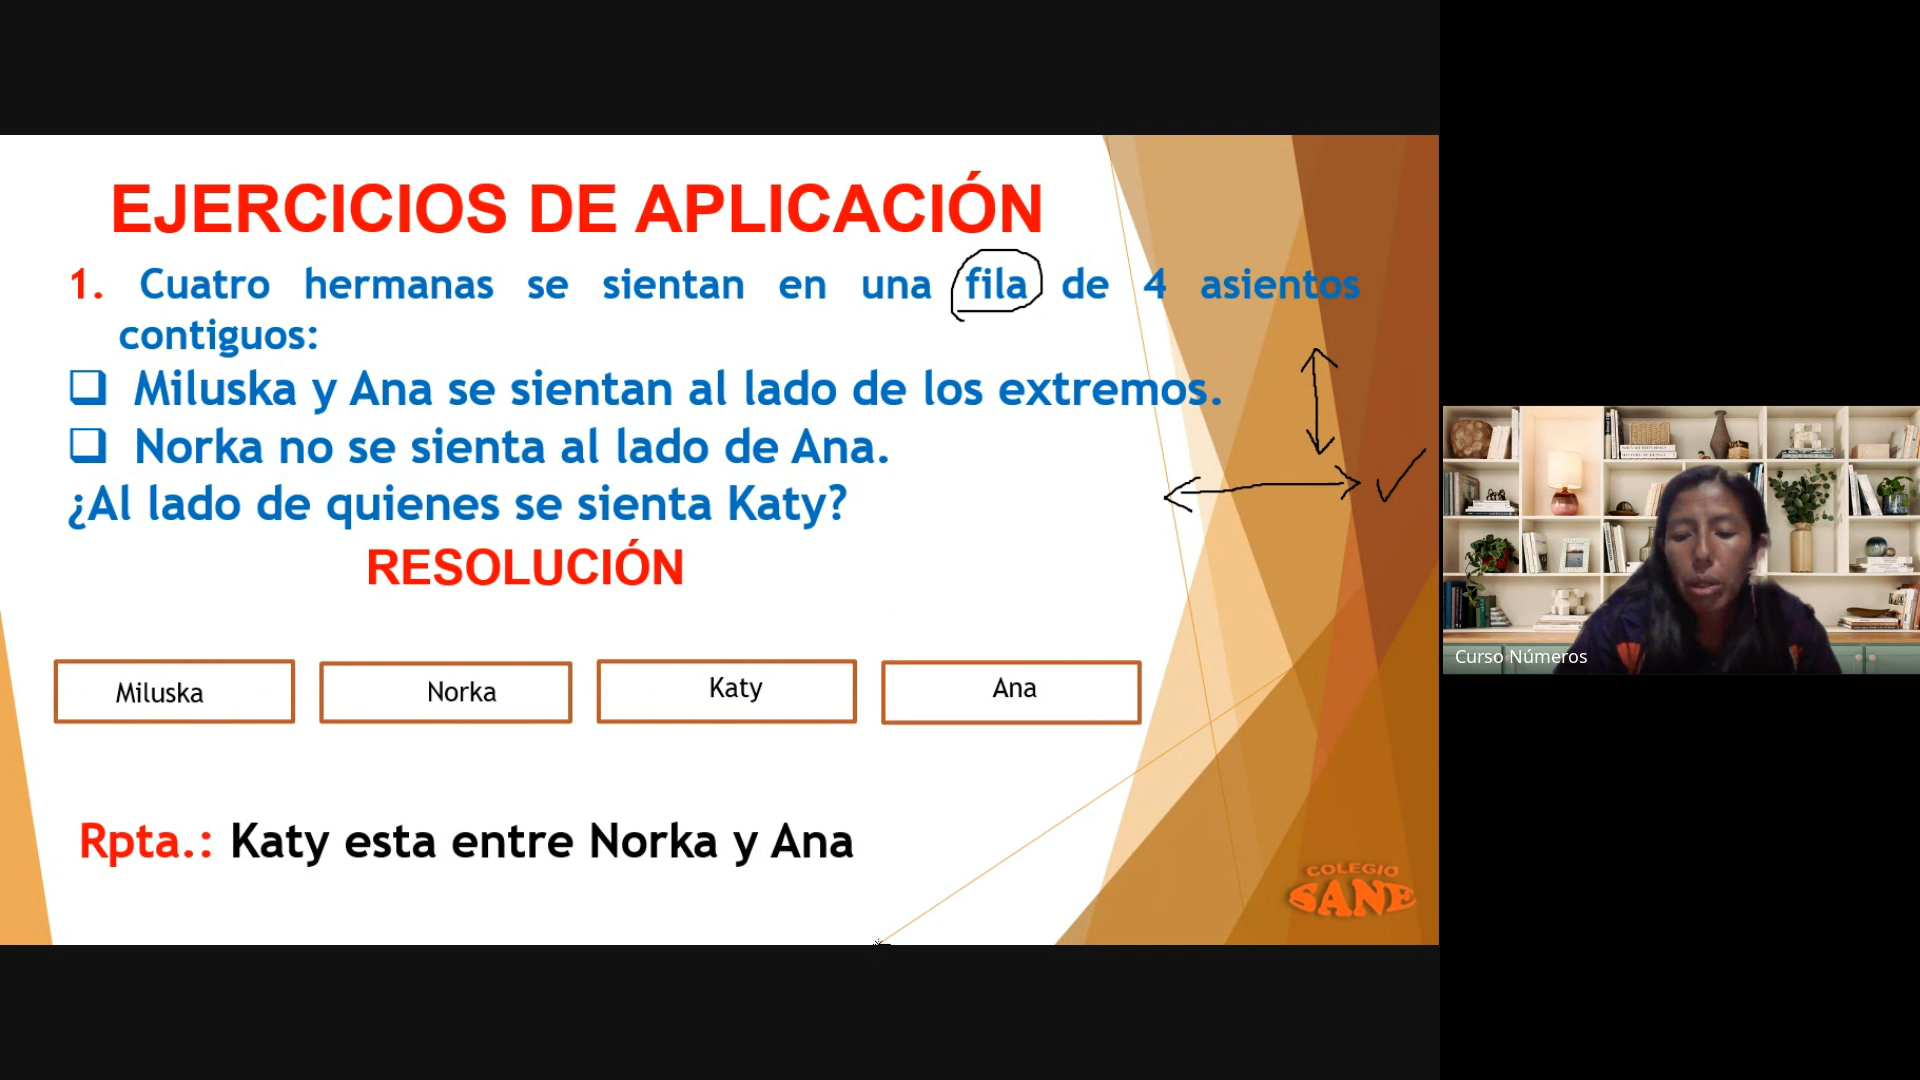 EJERCICIOS DE APLICACIÓN
1. Cuatro hermanas se sientan en una fila de 4 asientos
contiguos:
Miluska y Ana se sientan al lado de los extremos.
Norka no se sienta al lado de Ana.
¿Al lado de quienes se sienta Katy?
RESOLUCIÓN
Miluska Norka Katy Ana
Rpta.: Katy esta entre Norka y Ana
COLEGIO
SANE
Curso Números